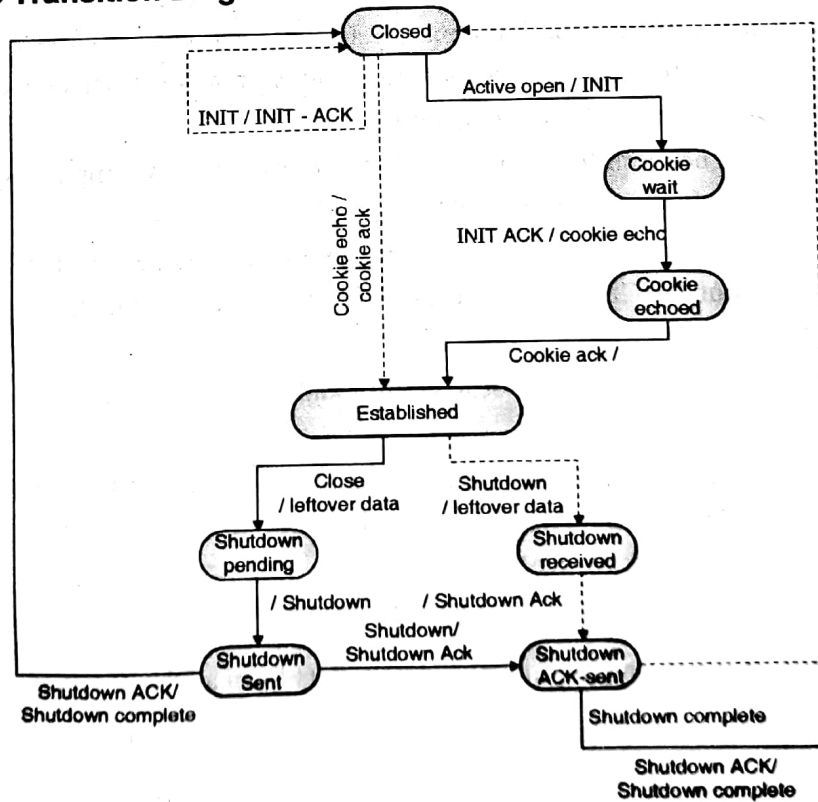 Transition
Closed
Active open / INIT
INIT / INIT - ACK
Cookie
wait
Cookie echo /
cookie ack
INIT ACK / cookie echo
Cookie
echoed
Cookie ack /
Established
Close
/ leftover data
Shutdown
/ leftover data
Shutdown
pending
Shutdown
received
/ Shutdown
/ Shutdown Ack
Shutdown/
Shutdown Ack
Shutdown
Sent
Shutdown
ACK-sent
Shutdown ACK/
Shutdown complete
Shutdown complete
Shutdown ACK/
Shutdown complete